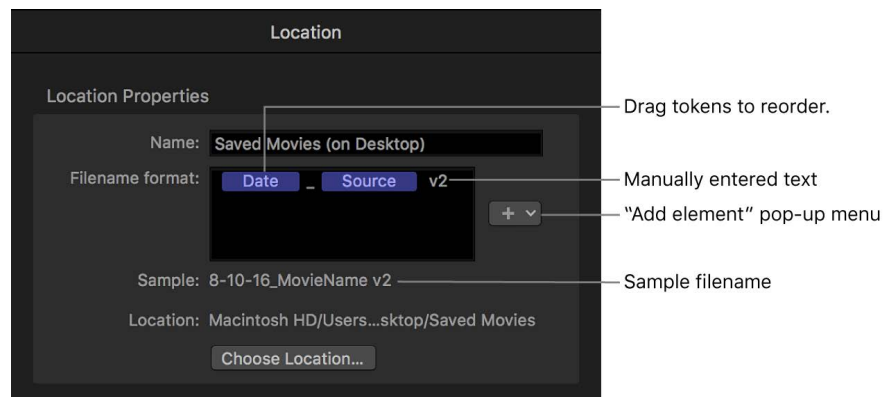 Location
Location Properties
Drag tokens to reorder.
Name: Saved Movies (on Desktop)
Filename format: Date _ Source v2
Manually entered text
+
“Add element” pop-up menu
Sample: 8-10-16_MovieName v2
Sample filename
Location: Macintosh HD/Users...sktop/Saved Movies
Choose Location...